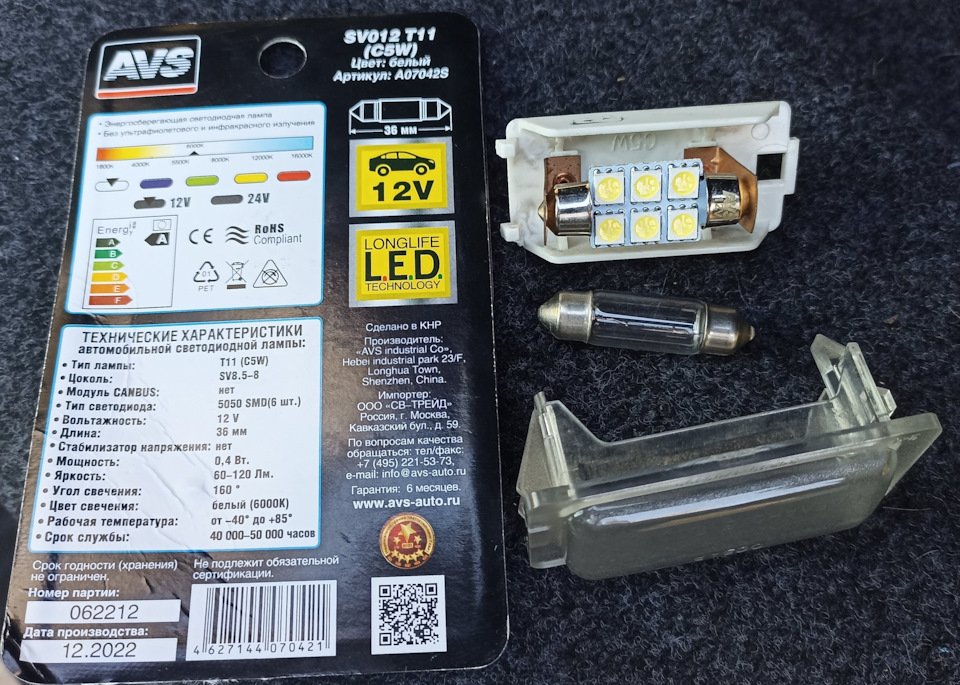 AVS
SV012 T11
(C5W)
Цвет: белый
Артикул: A07042S
• Энергосберегающая светодиодная лампа
• Без ультрафиолетового и инфракрасного излучения
6000K
1800K 4000K 5500K 8000K 12000K 16000K
12V 24V
Energy
A
B
C
D
E
F
A
CE
RoHS
Compliant
01
PET
36 мм
12V
LONGLIFE
L.E.D.
TECHNOLOGY
ТЕХНИЧЕСКИЕ ХАРАКТЕРИСТИКИ
автомобильной светодиодной лампы:
• Тип лампы: T11 (C5W)
• Цоколь: SV8.5-8
• Модуль CANBUS: нет
• Тип светодиода: 5050 SMD(6 шт.)
• Вольтажность: 12 V
• Длина: 36 мм
• Стабилизатор напряжения: нет
• Мощность: 0,4 Вт.
• Яркость: 60-120 Лм.
• Угол свечения: 160 °
• Цвет свечения: белый (6000K)
• Рабочая температура: от -40° до +85°
• Срок службы: 40 000-50 000 часов
Сделано в КНР
Производитель:
«AVS industrial Co»,
Hebei industrial park 23/F,
Longhua Town,
Shenzhen, China.
Импортер:
ООО «СВ-ТРЕЙД»
Россия, г. Москва,
Кавказский бул., д. 59.
По вопросам качества
обращаться: тел/факс:
+7 (495) 221-53-73,
e-mail: info@avs-auto.ru
Гарантия: 6 месяцев.
www.avs-auto.ru
Срок годности (хранения)
не ограничен.
Не подлежит обязательной
сертификации.
Номер партии:
062212
Дата производства:
12.2022
4 627144 070421
C5W